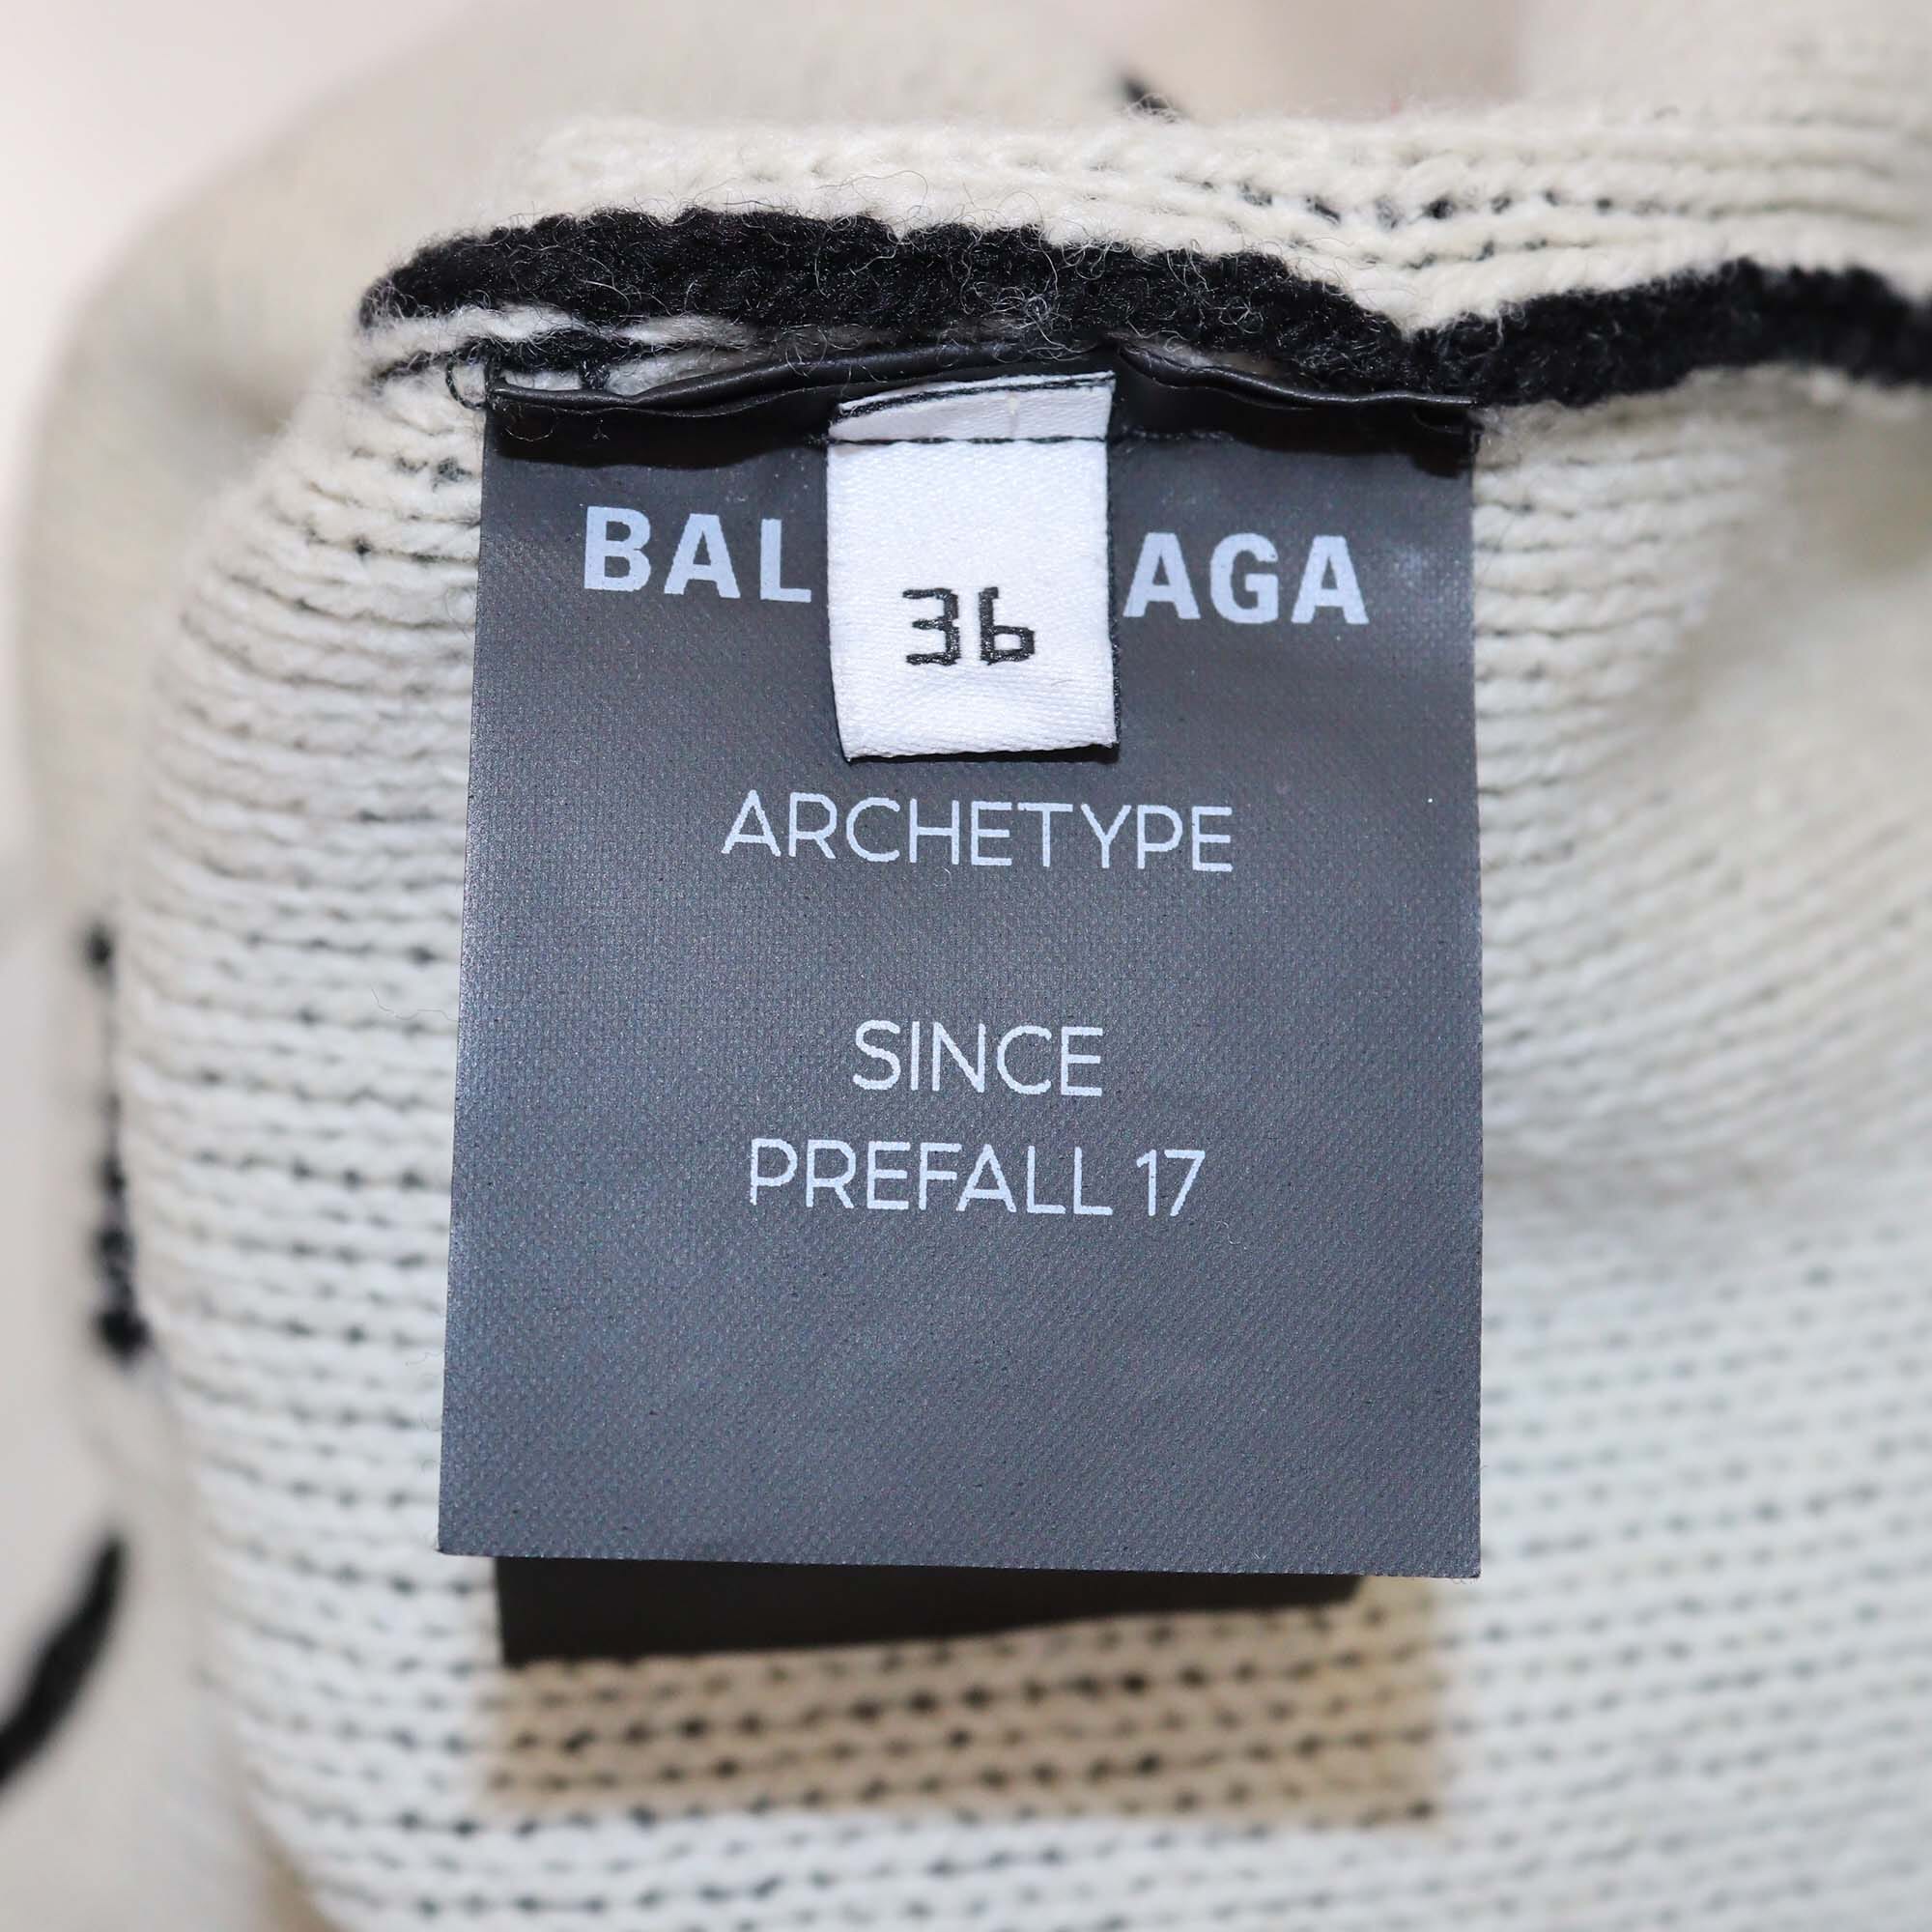 BAL AGA
36
ARCHETYPE
SINCE
PREFALL 17